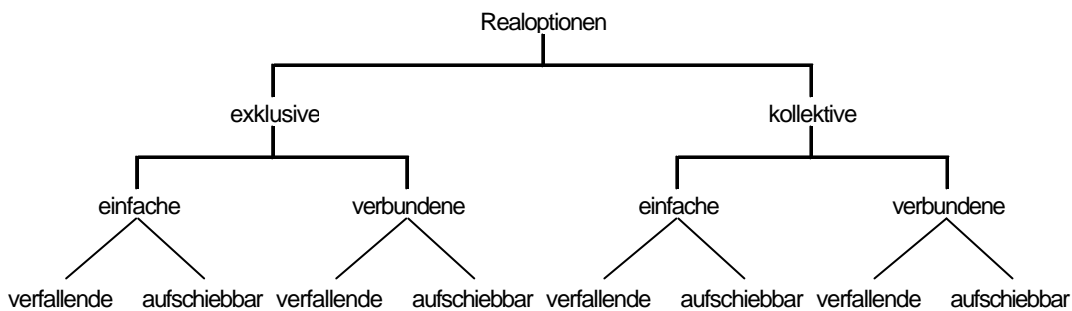 Realoptionen
exklusive kollektive
einfache verbundene einfache verbundene
verfallende aufschiebbar verfallende aufschiebbar verfallende aufschiebbar verfallende aufschiebbar